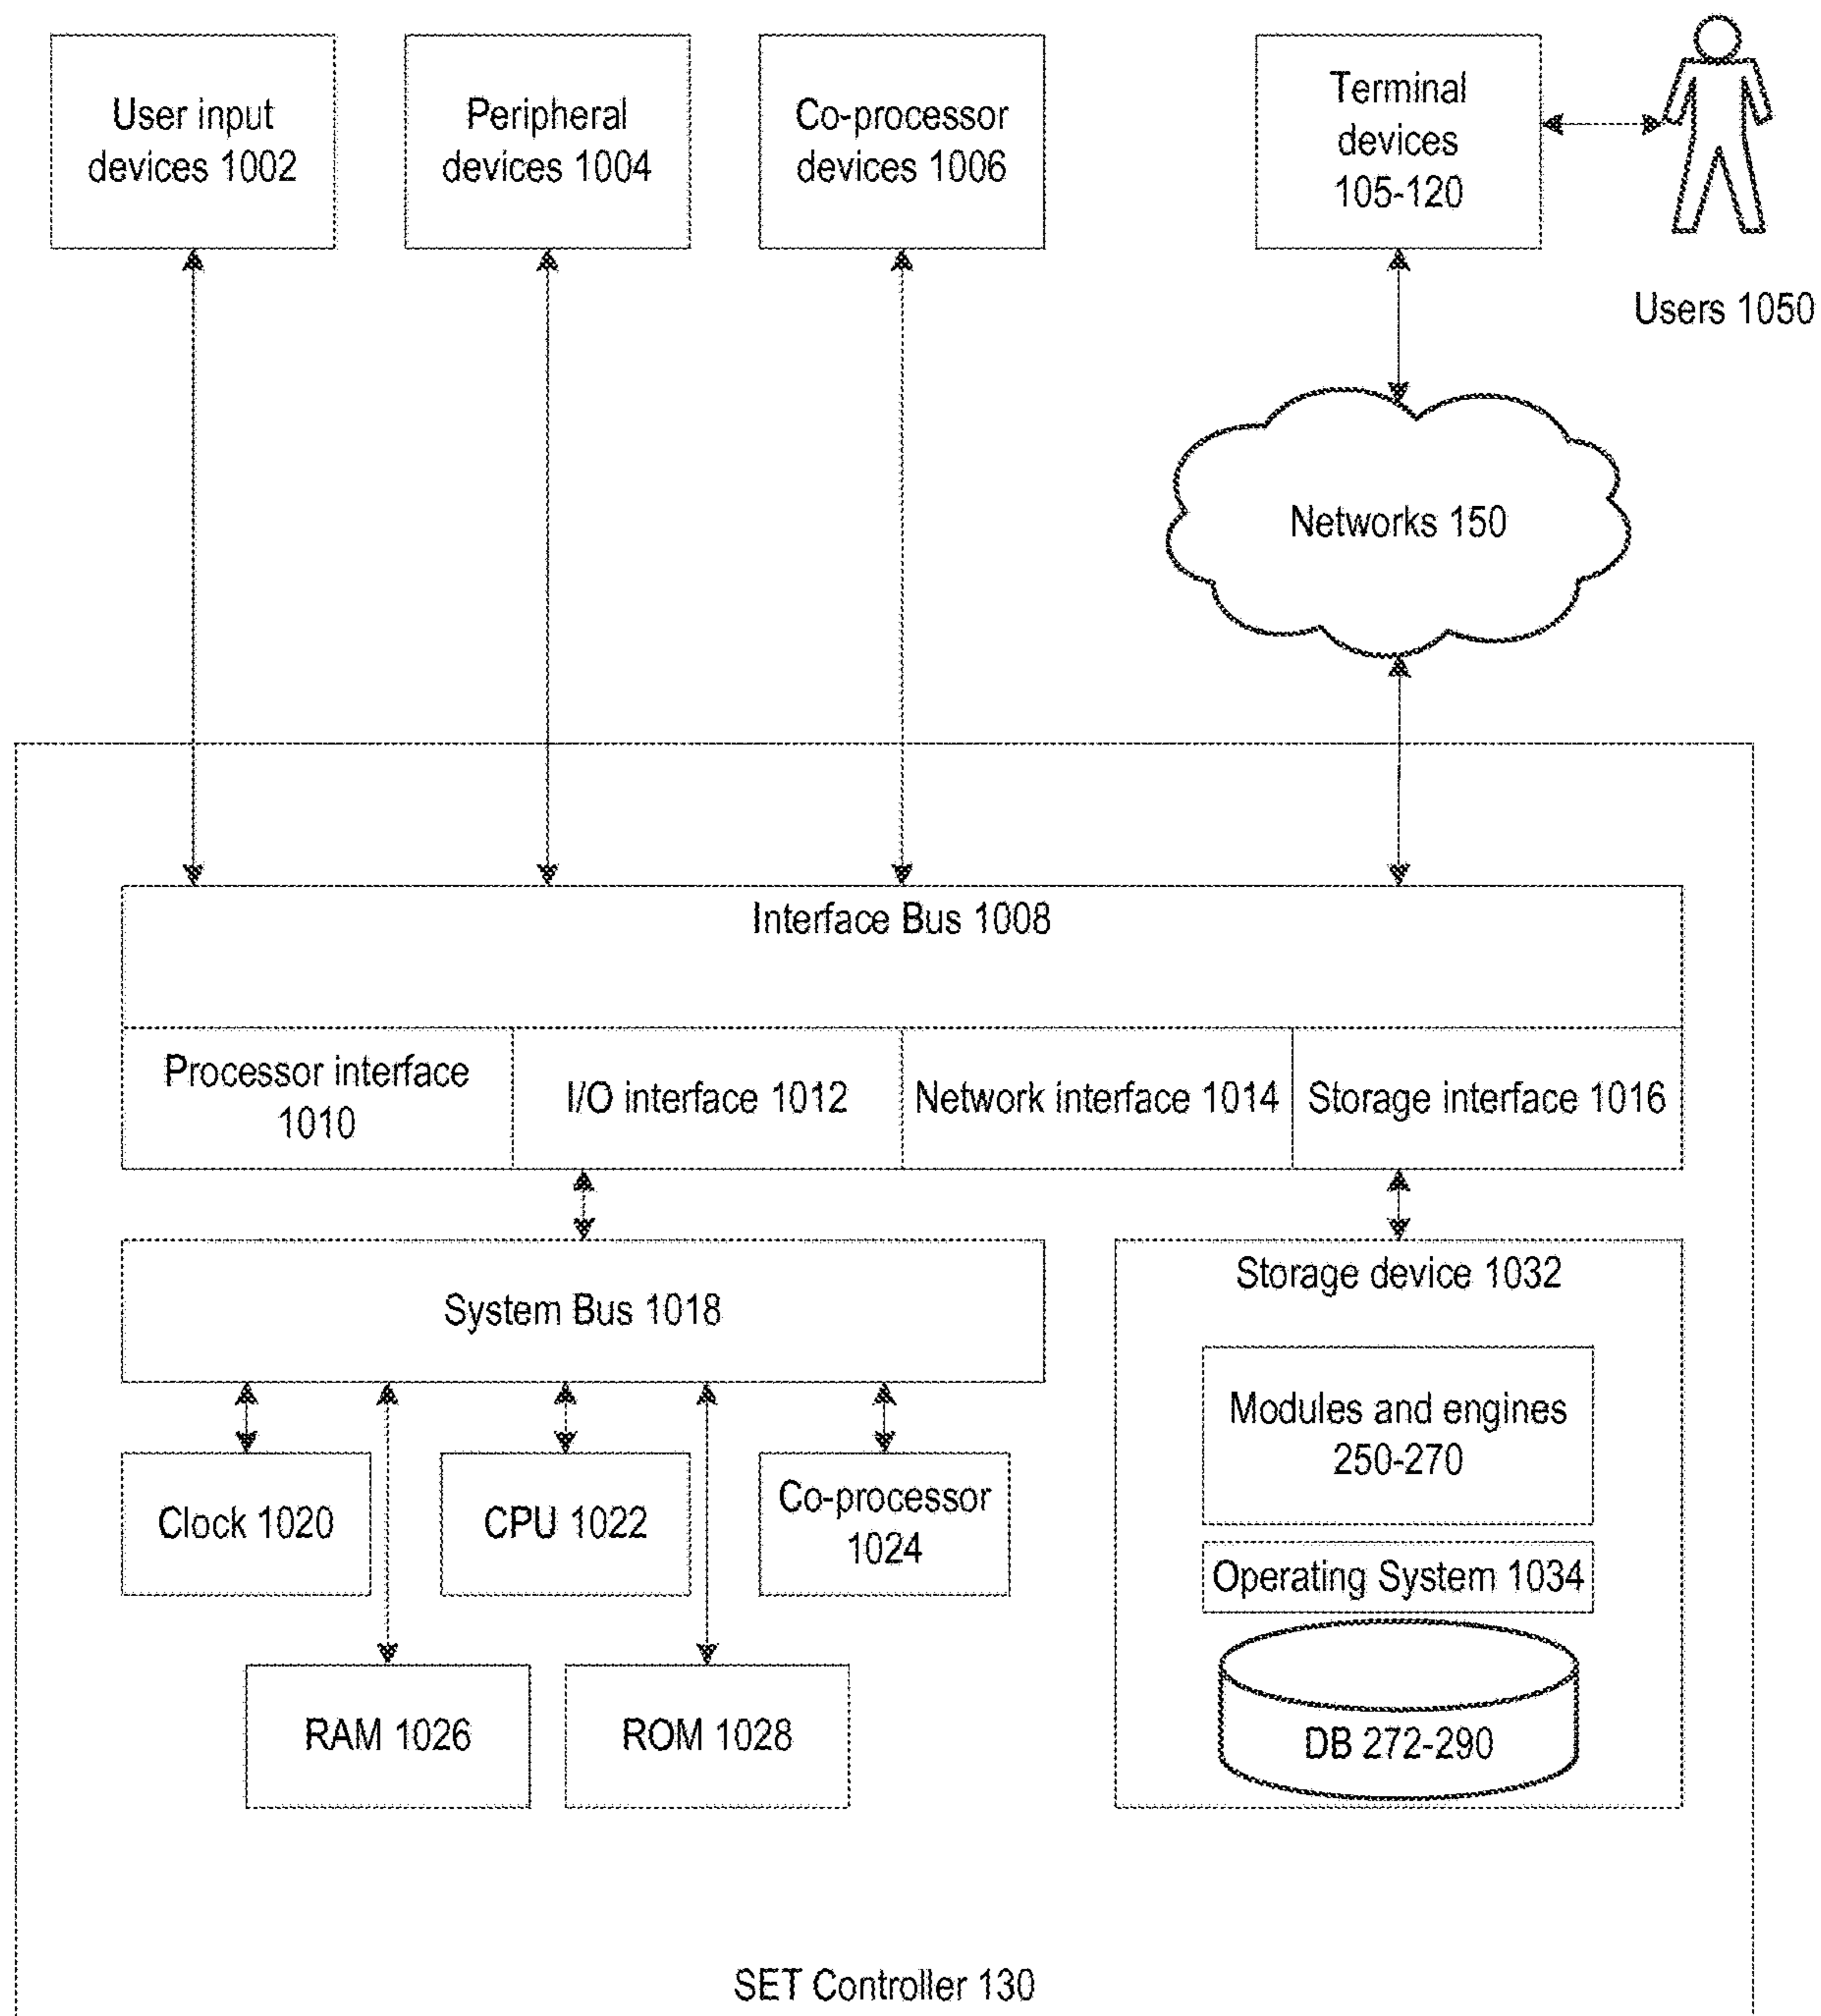 User input
devices 1002
Peripheral
devices 1004
Co-processor
devices 1006
Terminal
devices
105-120
Users 1050
Networks 150
Interface Bus 1008
Processor interface
1010
I/O interface 1012
Network interface 1014
Storage interface 1016
System Bus 1018
Storage device 1032
Modules and engines
250-270
Clock 1020
CPU 1022
Co-processor
1024
Operating System 1034
RAM 1026
ROM 1028
DB 272-290
SET Controller 130